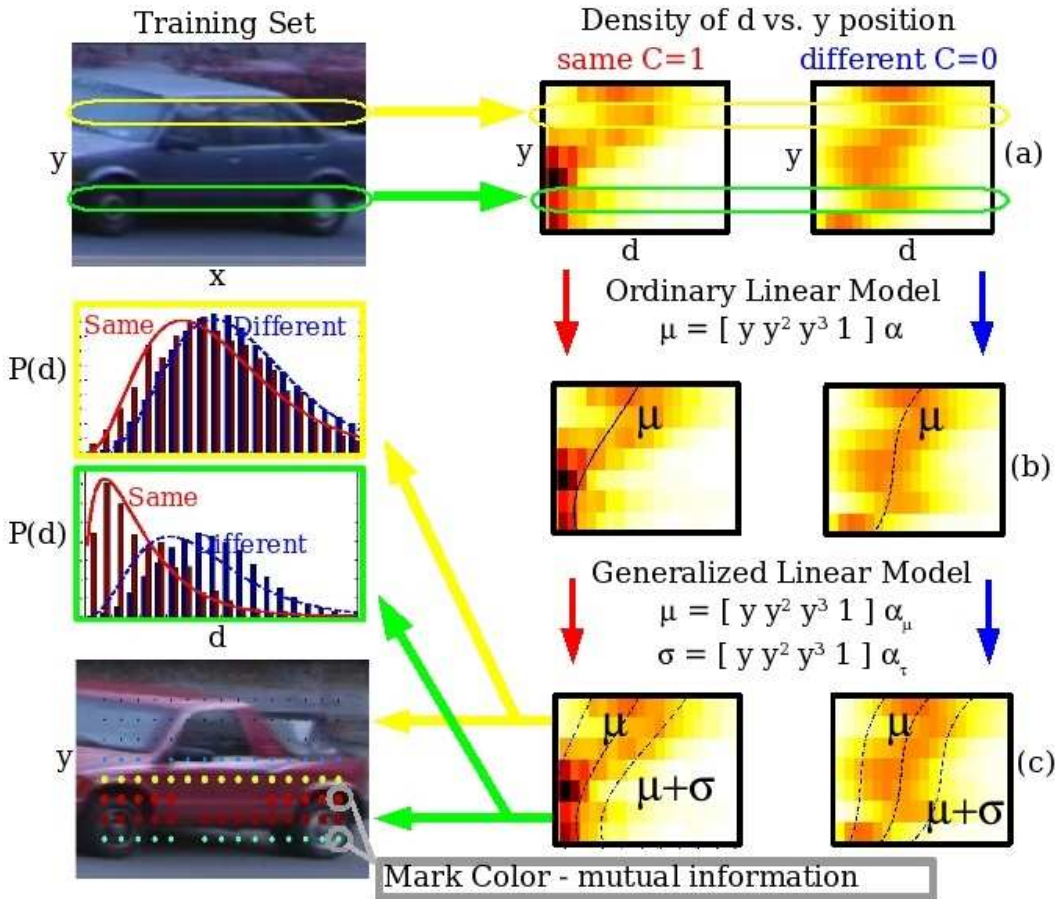 Training Set
Density of d vs. y position
same C=1
different C=0
y
x
y
d
y
d
(a)
Ordinary Linear Model
μ = [ y y² y³ 1 ] α
Same
Different
P(d)
μ
μ
(b)
Same
Different
P(d)
d
Generalized Linear Model
μ = [ y y² y³ 1 ] αμ
σ = [ y y² y³ 1 ] ατ
y
μ
μ+σ
μ
μ+σ
(c)
Mark Color - mutual information